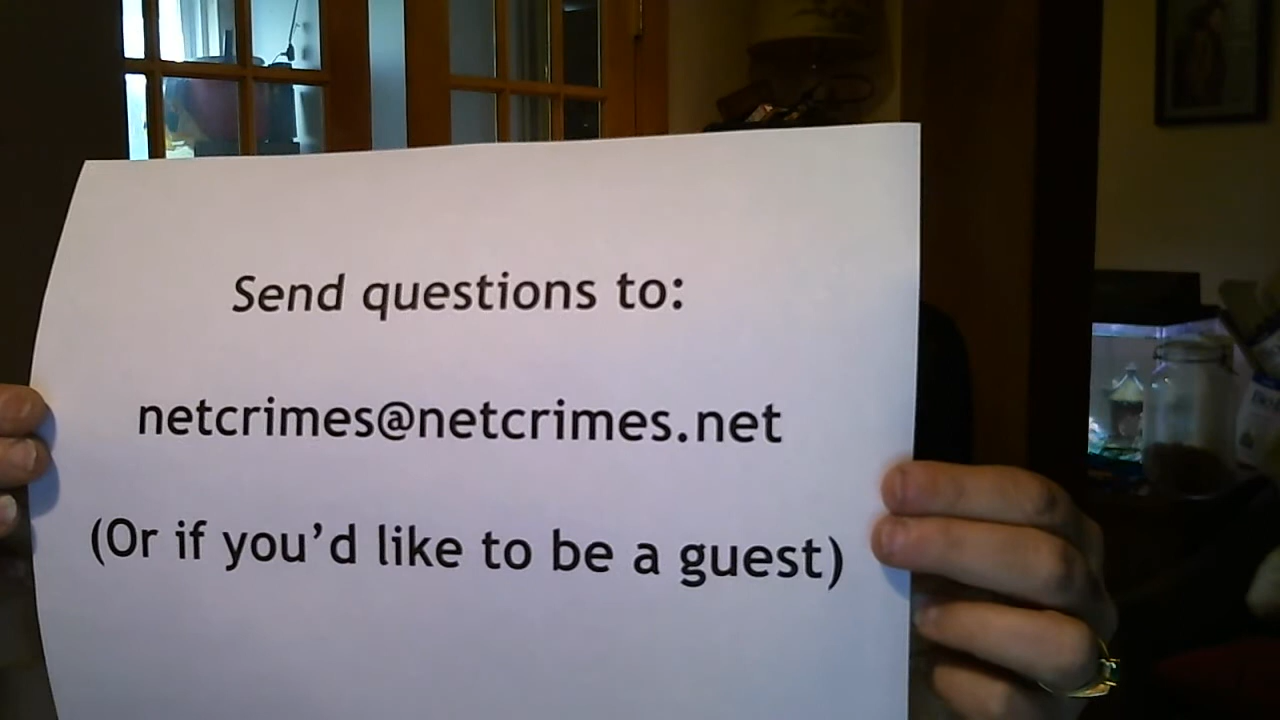 Send questions to:
netcrimes@netcrimes.net
(Or if you'd like to be a guest)